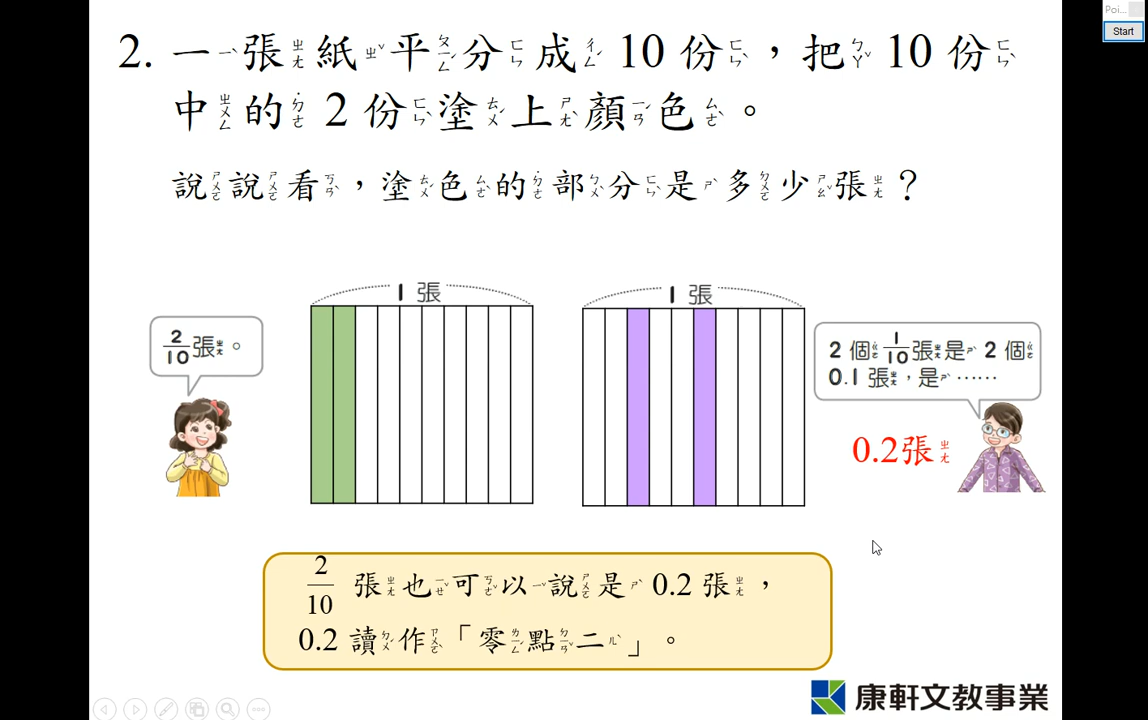 Poi...
Start
2. 一張紙平分成 10 份，把 10 份
中的 2 份塗上顏色。
說說看，塗色的部分是多少張？
1 張
1 張
2/10張。
2 個1/10張是 2 個
0.1 張，是……
0.2張
2/10 張也可以說是 0.2 張，
0.2 讀作「零點二」。
康軒文教事業